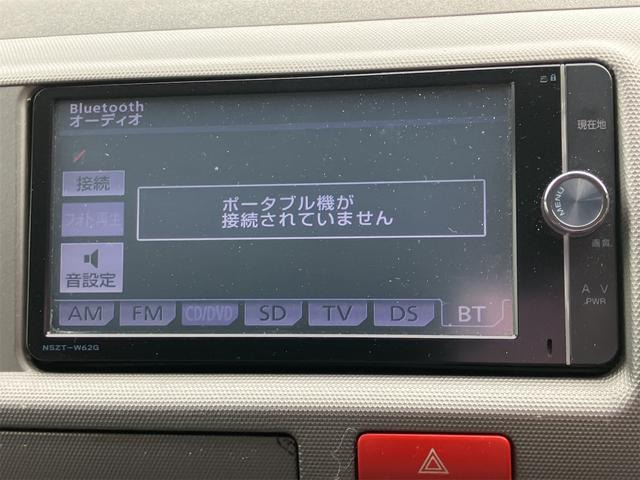 Bluetooth
オーディオ
接続
ポータブル機が
接続されていません
フォト再生
音設定
AM FM CD/DVD SD TV DS BT
NSZT-W62G
現在地
MENU
画質
A V
PWR